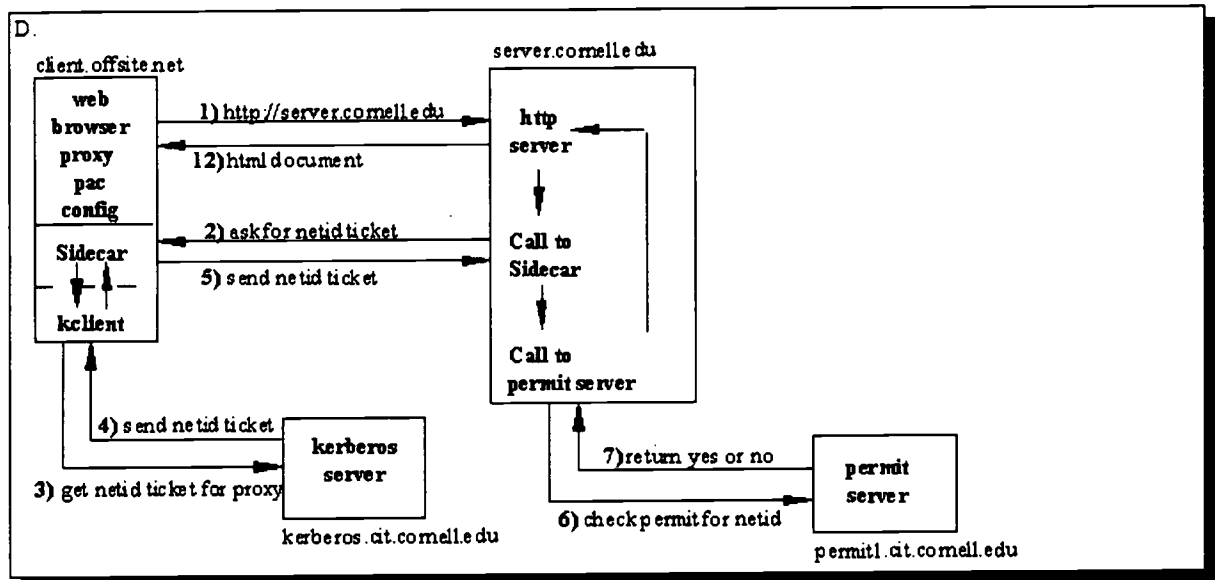 D.
client.offsite.net
web
browser
proxy
pac
config
Sidecar
kclient
server.cornell.edu
http
server
Call to
Sidecar
Call to
permit server
1) http://server.cornell.edu
12) html document
2) ask for netid ticket
5) send netid ticket
4) send netid ticket
3) get netid ticket for proxy
kerberos
server
kerberos.cit.cornell.edu
7) return yes or no
6) check permit for netid
permit
server
permit1.cit.cornell.edu